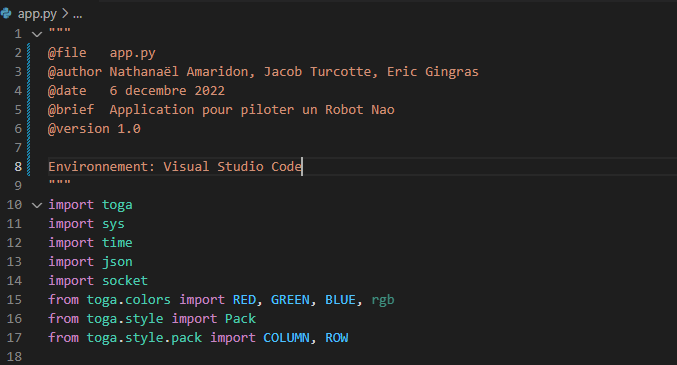 app.py > ...
1 """
2 @file   app.py
3 @author Nathanaël Amaridon, Jacob Turcotte, Eric Gingras
4 @date   6 decembre 2022
5 @brief  Application pour piloter un Robot Nao
6 @version 1.0
7
8 Environnement: Visual Studio Code
9 """
10 import toga
11 import sys
12 import time
13 import json
14 import socket
15 from toga.colors import RED, GREEN, BLUE, rgb
16 from toga.style import Pack
17 from toga.style.pack import COLUMN, ROW
18